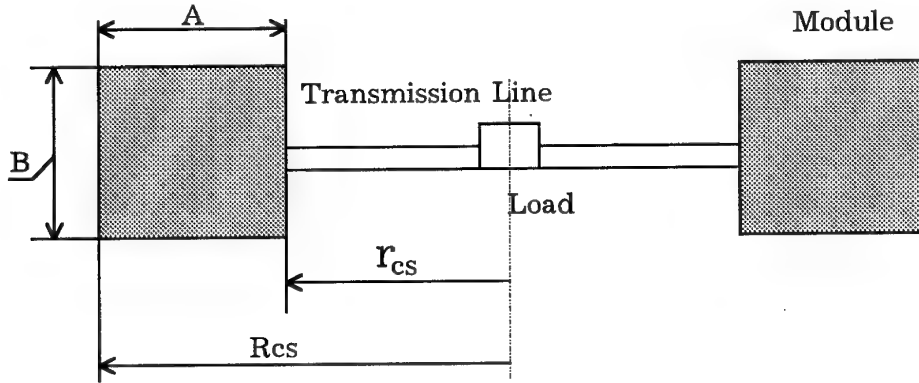 A
Module
Transmission Line
B
Load
rcs
Rcs